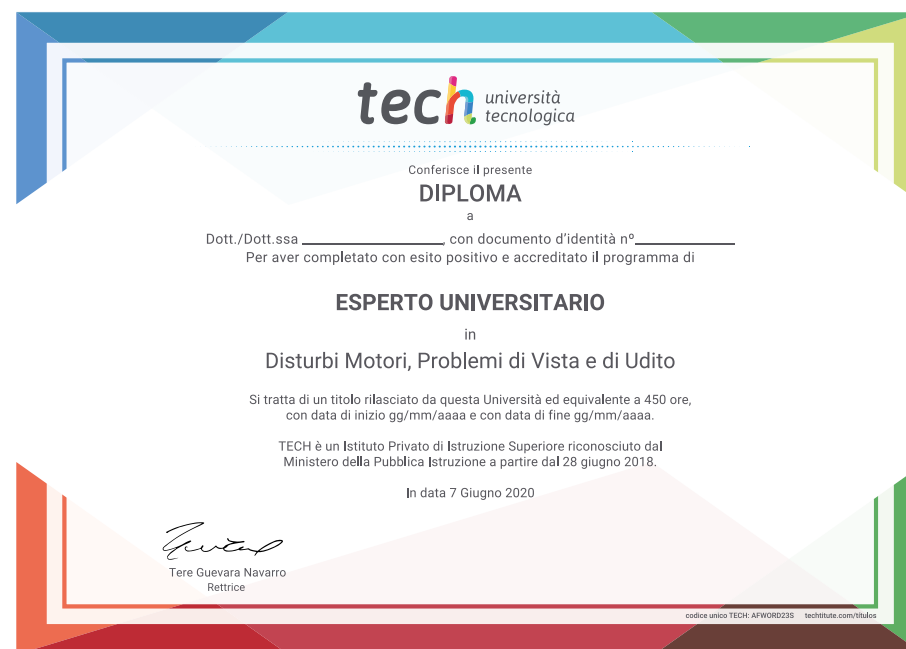 tech università
tecnologica
Conferisce il presente
DIPLOMA
a
Dott./Dott.ssa ____________________, con documento d'identità nº______________
Per aver completato con esito positivo e accreditato il programma di
ESPERTO UNIVERSITARIO
in
Disturbi Motori, Problemi di Vista e di Udito
Si tratta di un titolo rilasciato da questa Università ed equivalente a 450 ore,
con data di inizio gg/mm/aaaa e con data di fine gg/mm/aaaa.
TECH è un Istituto Privato di Istruzione Superiore riconosciuto dal
Ministero della Pubblica Istruzione a partire dal 28 giugno 2018.
In data 7 Giugno 2020
Tere Guevara Navarro
Rettrice
codice unico TECH: AFWORD23S techtitute.com/titulos